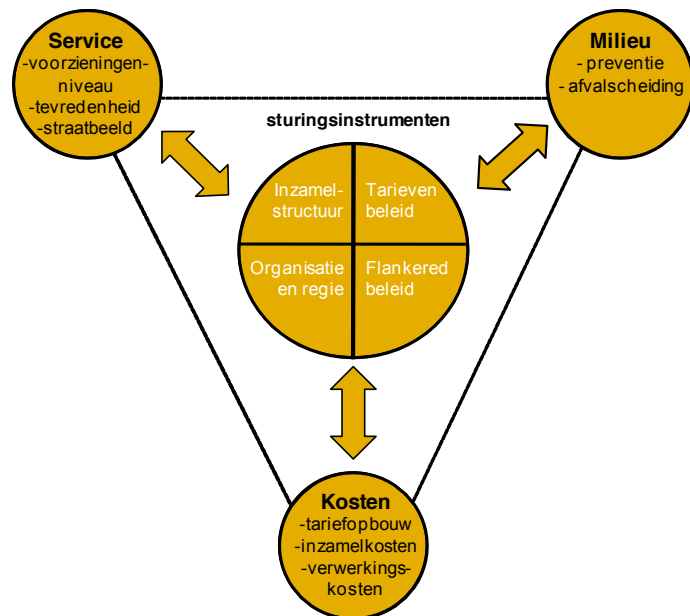 Service
-voorzieningen-
niveau
-tevredenheid
-straatbeeld
Milieu
- preventie
- afvalscheiding
sturingsinstrumenten
Inzamel-
structuur
Tarieven
beleid
Organisatie
en regie
Flankered
beleid
Kosten
-tariefopbouw
-inzamelkosten
-verwerkings-
kosten